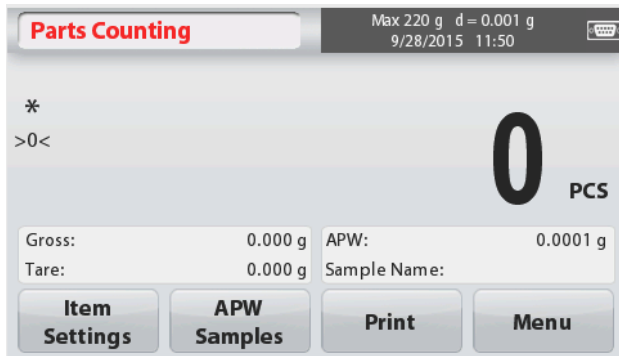 Parts Counting
Max 220 g d = 0.001 g
9/28/2015 11:50
*
>0<
0 PCS
Gross: 0.000 g APW: 0.0001 g
Tare: 0.000 g Sample Name:
Item Settings
APW Samples
Print
Menu